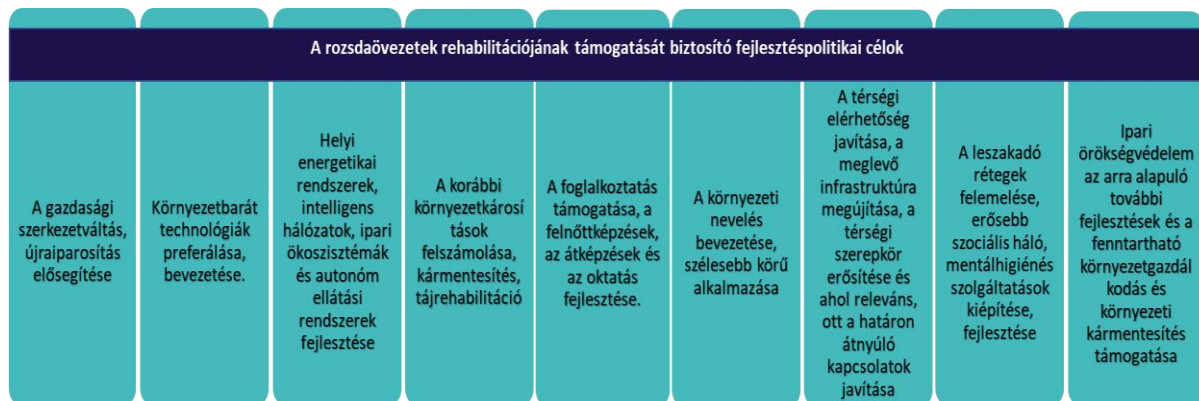 A rozsdaövezetek rehabilitációjának támogatását biztosító fejlesztéspolitikai célok
A gazdasági
szerkezetváltás,
újraiparosítás
elősegítése
Környezetbarát
technológiák
preferálása,
bevezetése.
Helyi
energetikai
rendszerek,
intelligens
hálózatok, ipari
ökoszisztémák
és autonóm
ellátási
rendszerek
fejlesztése
A korábbi
környezetkárosí
tások
felszámolása,
kármentesítés,
tájrehabilitáció
A foglalkoztatás
támogatása, a
felnőttképzések,
az átképzések és
az oktatás
fejlesztése.
A környezeti
nevelés
bevezetése,
szélesebb körű
alkalmazása
A térségi
elérhetőség
javítása, a
meglevő
infrastruktúra
megújítása, a
térségi
szerepkör
erősítése és
ahol releváns,
ott a határon
átnyúló
kapcsolatok
javítása
A leszakadó
rétegek
felemelése,
erősebb
szociális háló,
mentálhigiénés
szolgáltatások
kiépítése,
fejlesztése
Ipari
örökségvédelem
az arra alapuló
további
fejlesztések és a
fenntartható
környezetgazdál
kodás és
környezeti
kármentesítés
támogatása